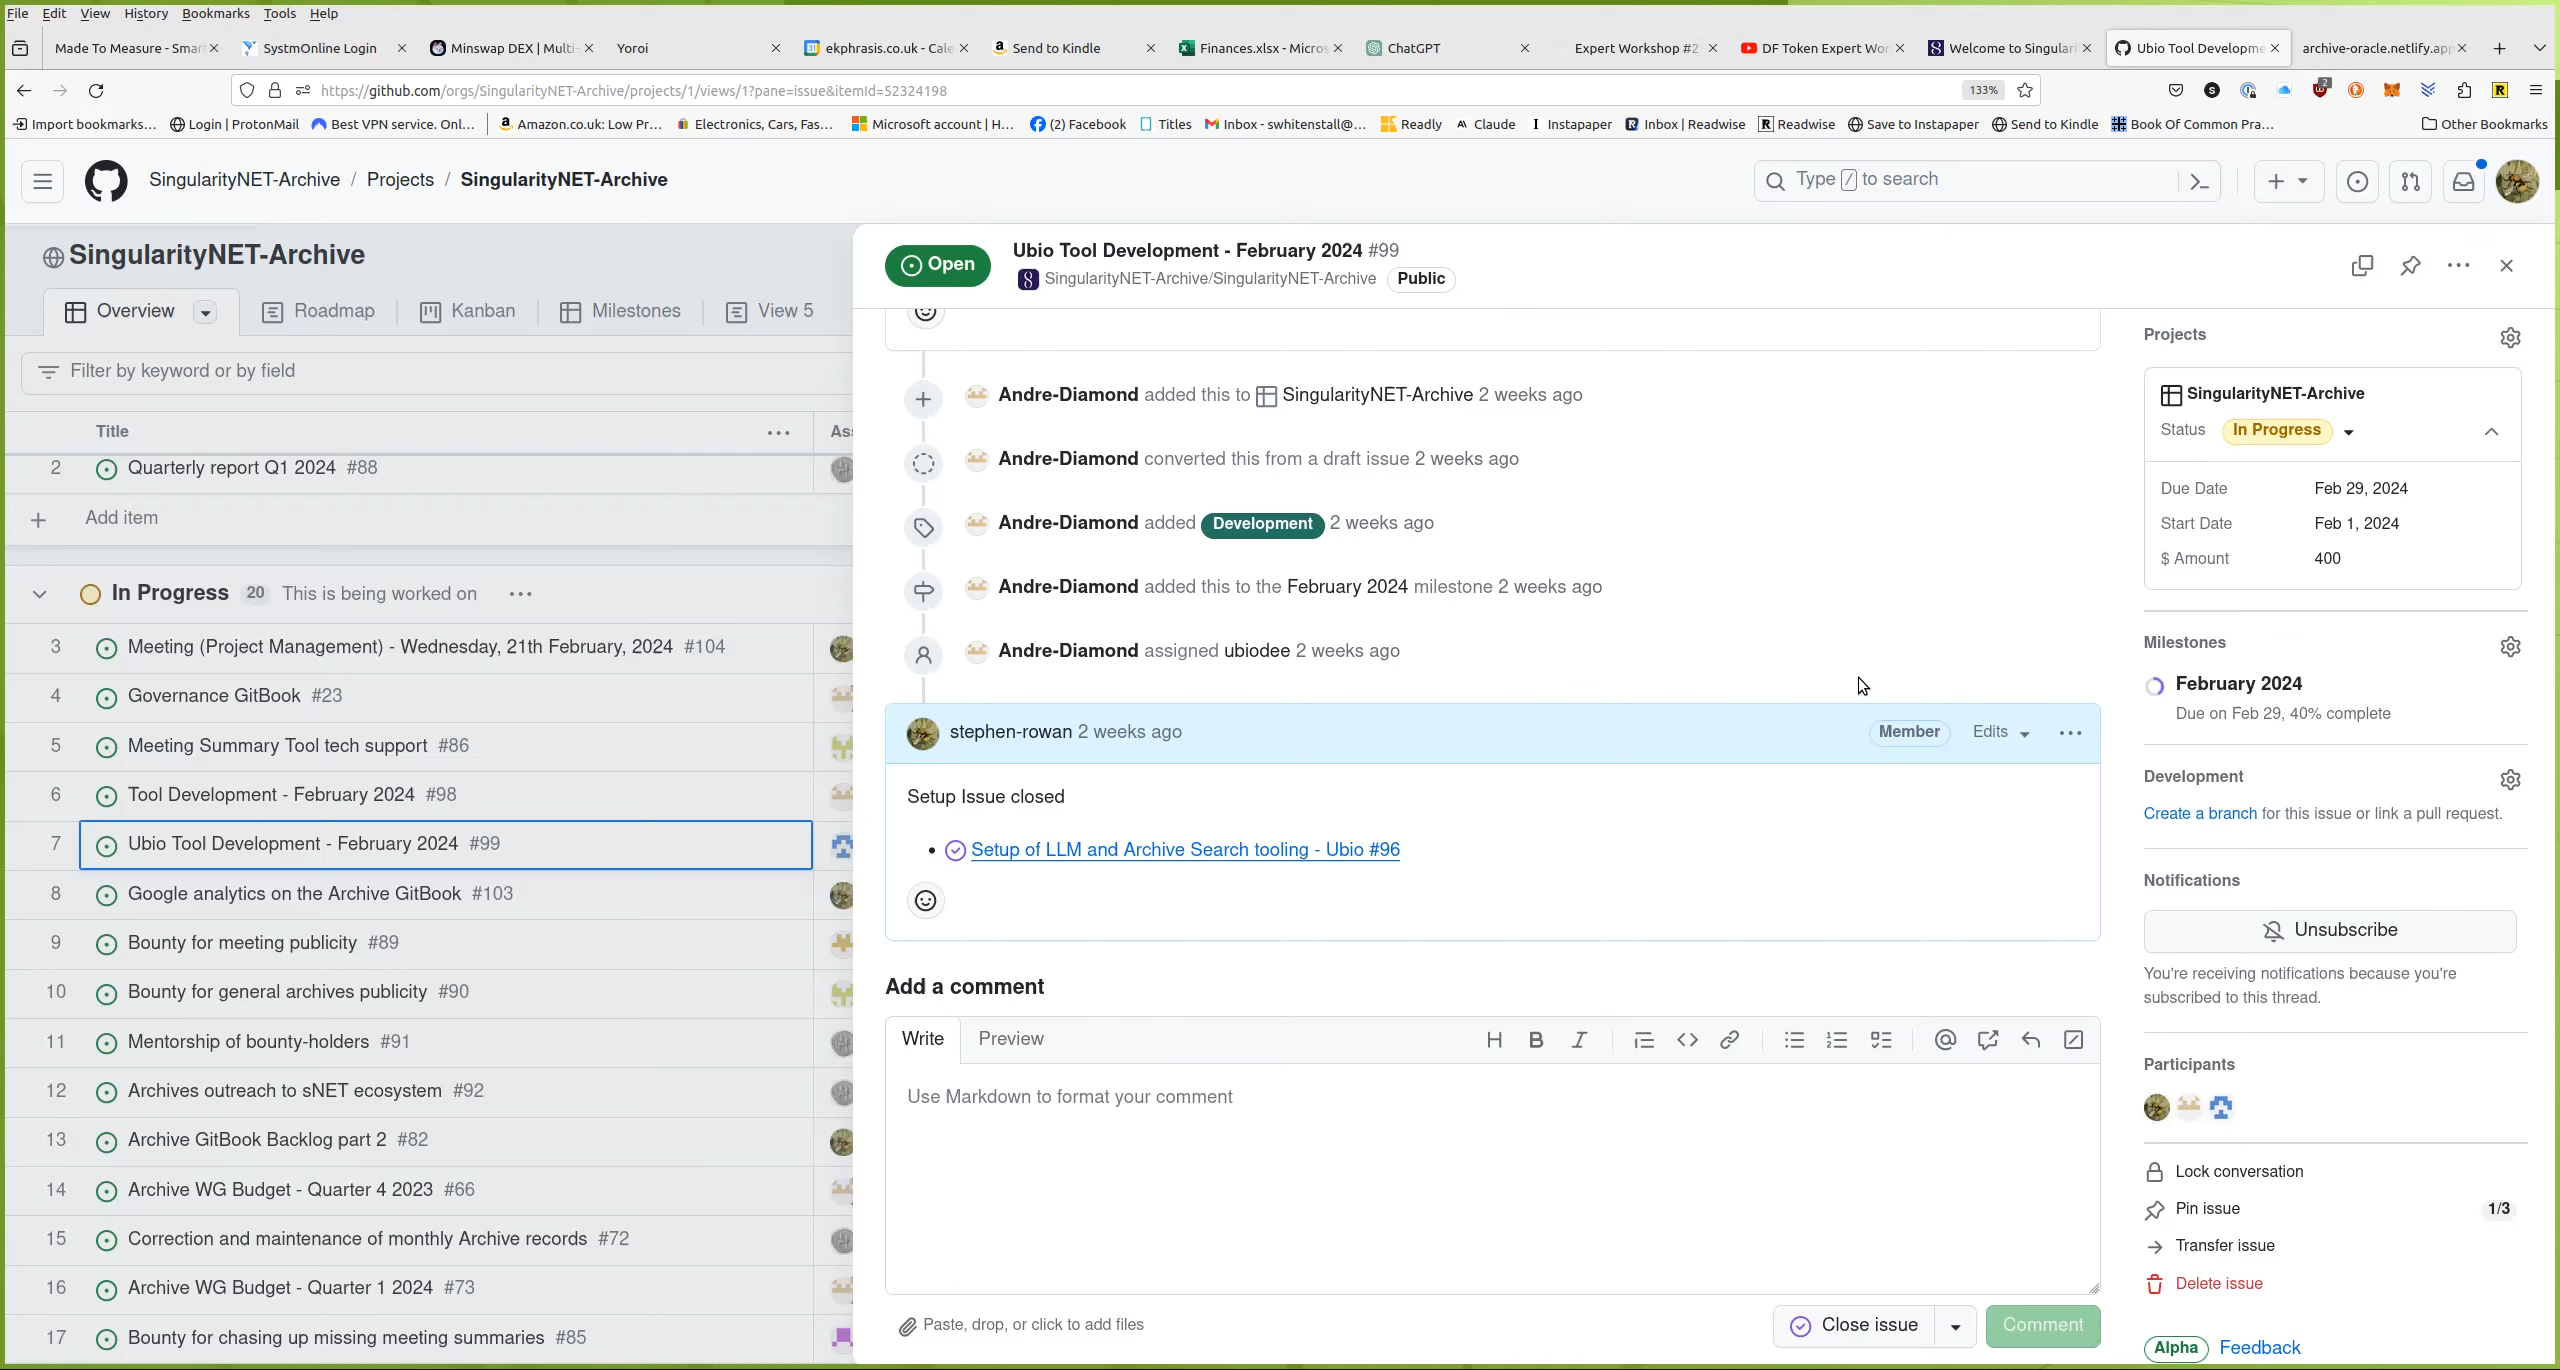 File Edit View History Bookmarks Tools Help
Made To Measure - Smar
SystmOnline Login
Minswap DEX | Multi-
Yoroi
ekphrasis.co.uk - Cale
Send to Kindle
Finances.xlsx - Micros
ChatGPT
Expert Workshop #2
DF Token Expert Wor
Welcome to Singulari
Ubio Tool Developme
archive-oracle.netlify.app
https://github.com/orgs/SingularityNET-Archive/projects/1/views/1?pane=issue&itemId=52324198
133%
2
Import bookmarks...
Login | ProtonMail
Best VPN service. Onl...
Amazon.co.uk: Low Pr...
Electronics, Cars, Fas...
Microsoft account | H...
(2) Facebook
Titles
Inbox - swhitenstall@...
Readly
Claude
Instapaper
Inbox | Readwise
Readwise
Save to Instapaper
Send to Kindle
Book Of Common Pra...
Other Bookmarks
SingularityNET-Archive / Projects / SingularityNET-Archive
Type / to search
SingularityNET-Archive
Overview
Roadmap
Kanban
Milestones
View 5
Filter by keyword or by field
Title
Ass
2 Quarterly report Q1 2024 #88
Add item
In Progress 20 This is being worked on
3 Meeting (Project Management) - Wednesday, 21th February, 2024 #104
4 Governance GitBook #23
5 Meeting Summary Tool tech support #86
6 Tool Development - February 2024 #98
7 Ubio Tool Development - February 2024 #99
8 Google analytics on the Archive GitBook #103
9 Bounty for meeting publicity #89
10 Bounty for general archives publicity #90
11 Mentorship of bounty-holders #91
12 Archives outreach to sNET ecosystem #92
13 Archive GitBook Backlog part 2 #82
14 Archive WG Budget - Quarter 4 2023 #66
15 Correction and maintenance of monthly Archive records #72
16 Archive WG Budget - Quarter 1 2024 #73
17 Bounty for chasing up missing meeting summaries #85
Open
Ubio Tool Development - February 2024 #99
SingularityNET-Archive/SingularityNET-Archive Public
Andre-Diamond added this to SingularityNET-Archive 2 weeks ago
Andre-Diamond converted this from a draft issue 2 weeks ago
Andre-Diamond added Development 2 weeks ago
Andre-Diamond added this to the February 2024 milestone 2 weeks ago
Andre-Diamond assigned ubiodee 2 weeks ago
stephen-rowan 2 weeks ago
Member
Edits
Setup Issue closed
• Setup of LLM and Archive Search tooling - Ubio #96
Add a comment
Write
Preview
Use Markdown to format your comment
Paste, drop, or click to add files
Close issue
Comment
Projects
SingularityNET-Archive
Status In Progress
Due Date Feb 29, 2024
Start Date Feb 1, 2024
$ Amount 400
Milestones
February 2024
Due on Feb 29, 40% complete
Development
Create a branch for this issue or link a pull request.
Notifications
Unsubscribe
You're receiving notifications because you're
subscribed to this thread.
Participants
Lock conversation
Pin issue 1/3
Transfer issue
Delete issue
Alpha Feedback